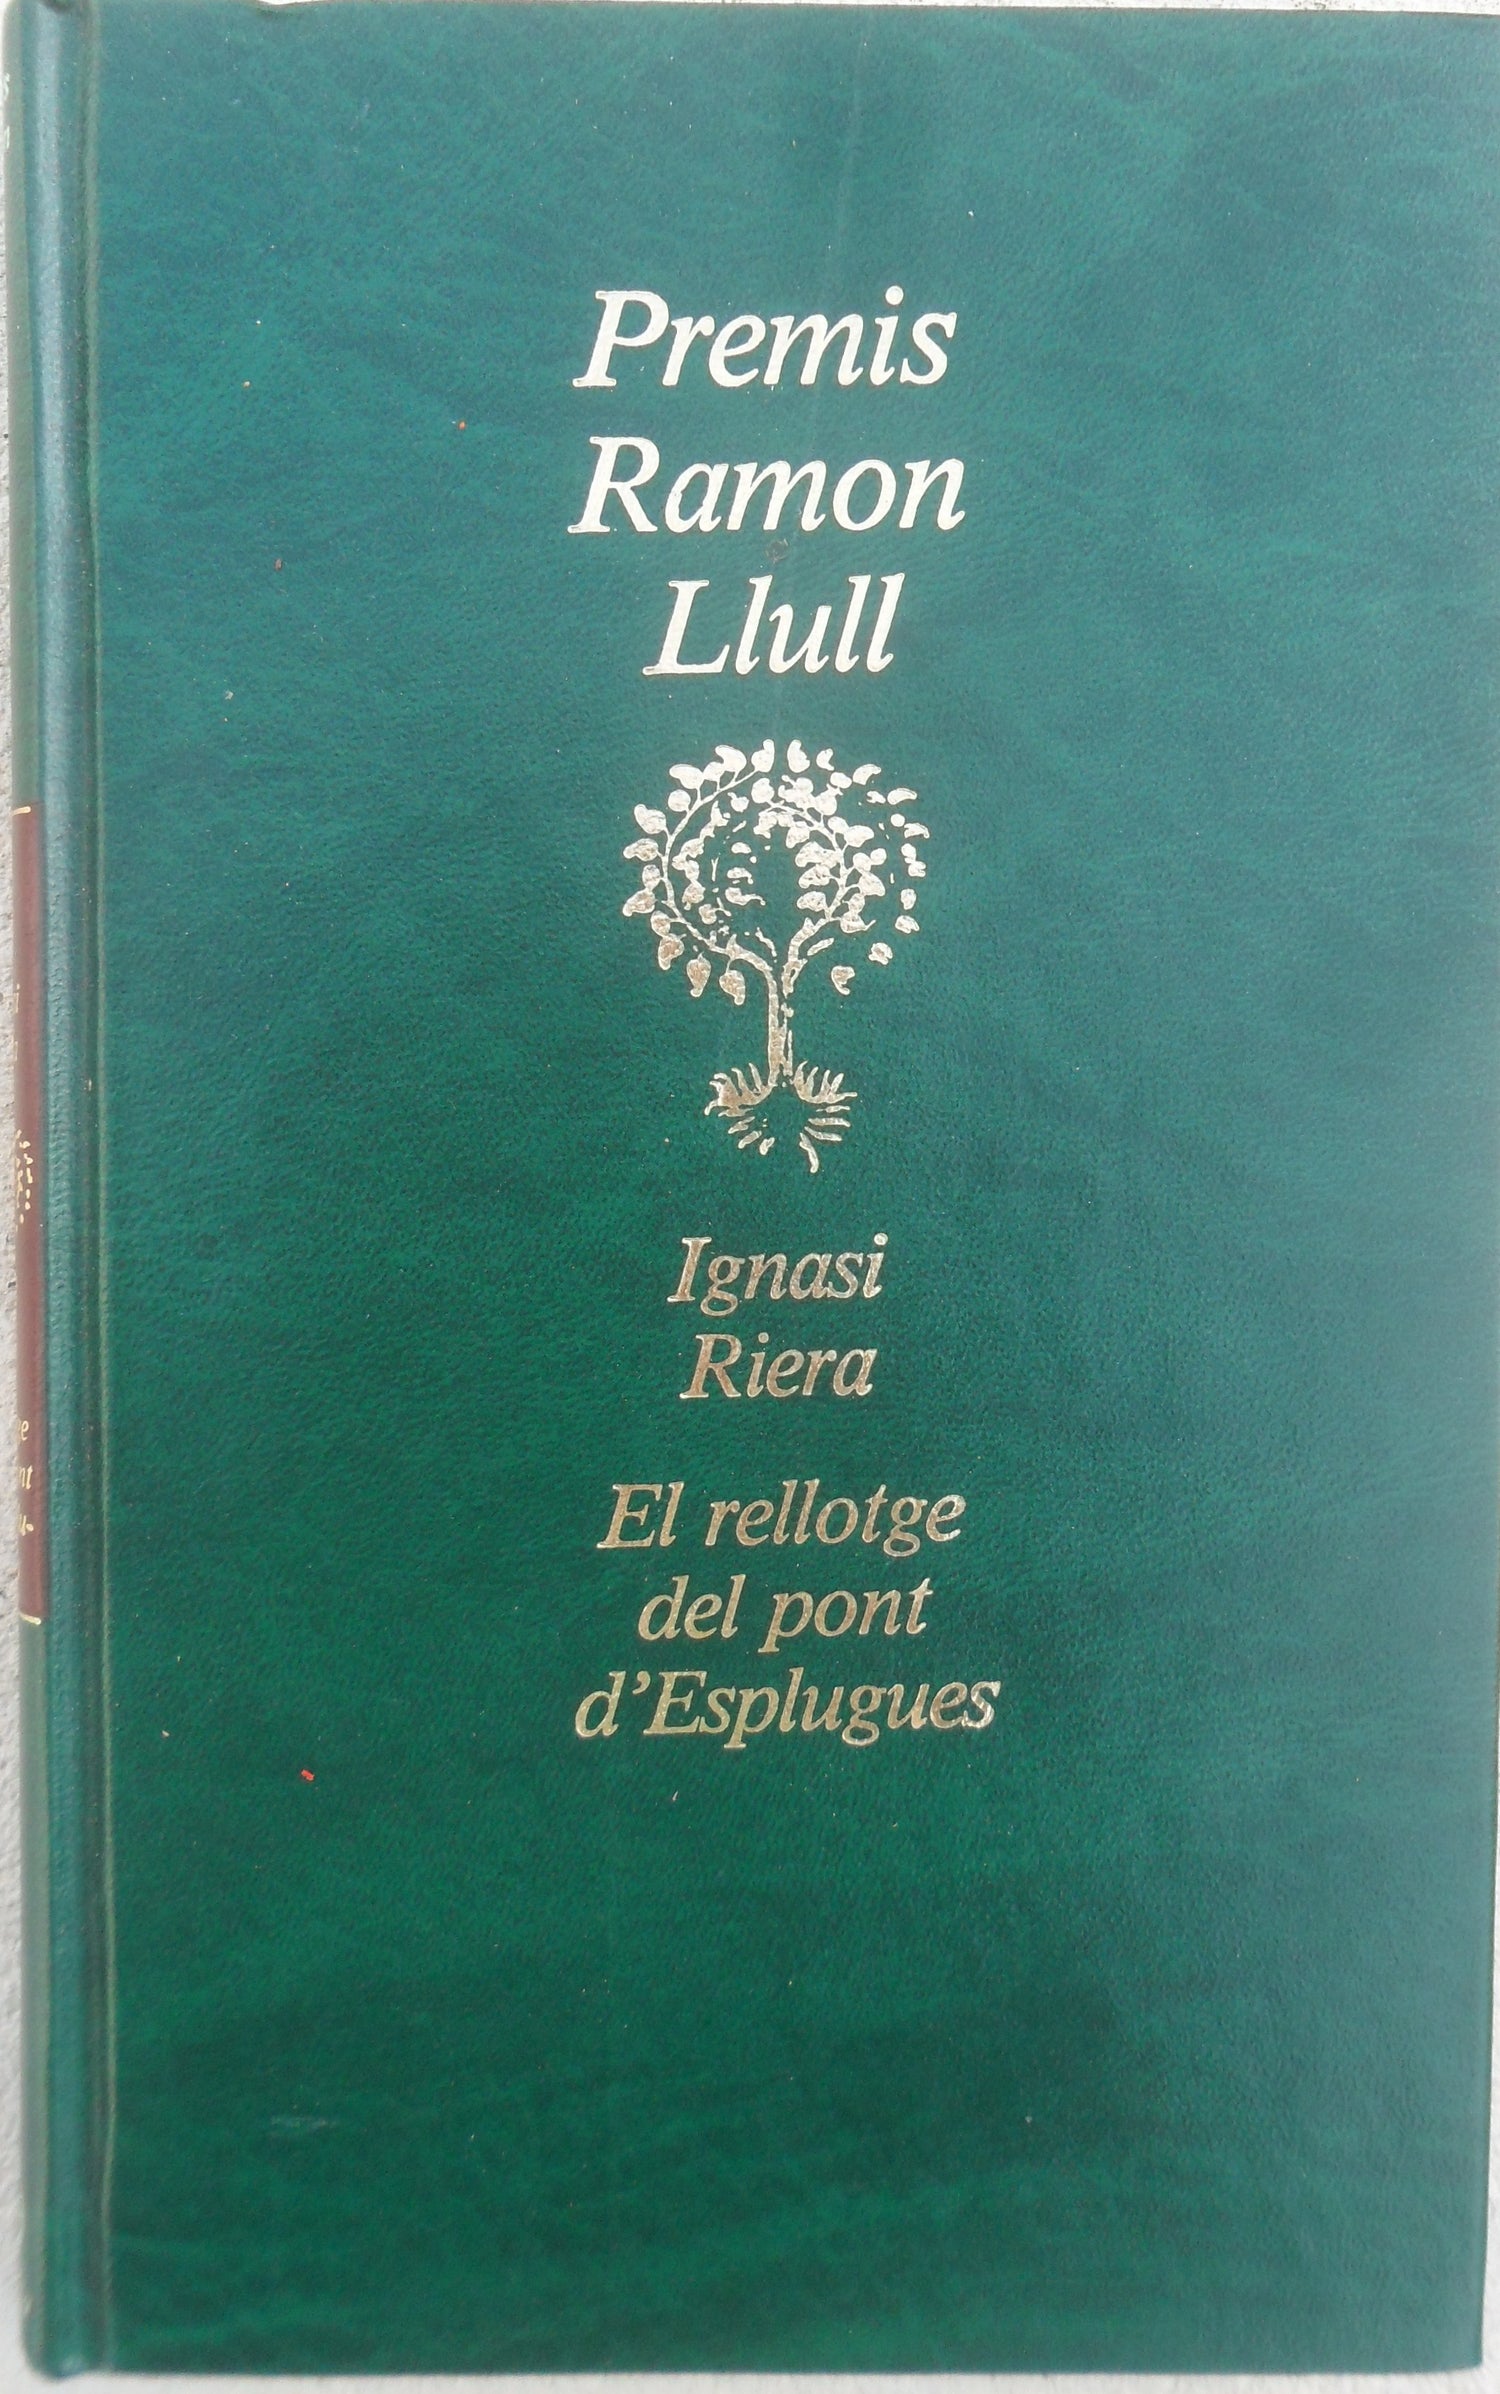 Premis
Ramon
Llull
Ignasi
Riera
El rellotge
del pont
d'Esplugues